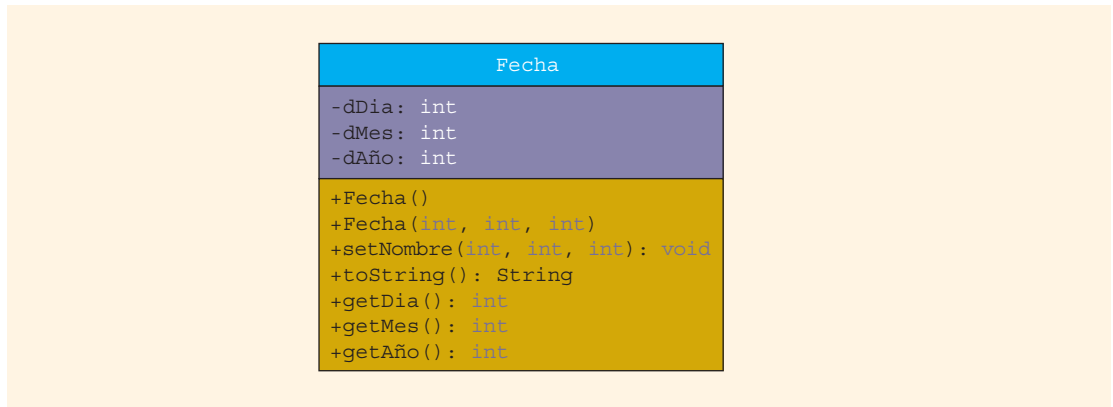 Fecha
-dDia: int
-dMes: int
-dAño: int
+Fecha()
+Fecha(int, int, int)
+setNombre(int, int, int): void
+toString(): String
+getDia(): int
+getMes(): int
+getAño(): int